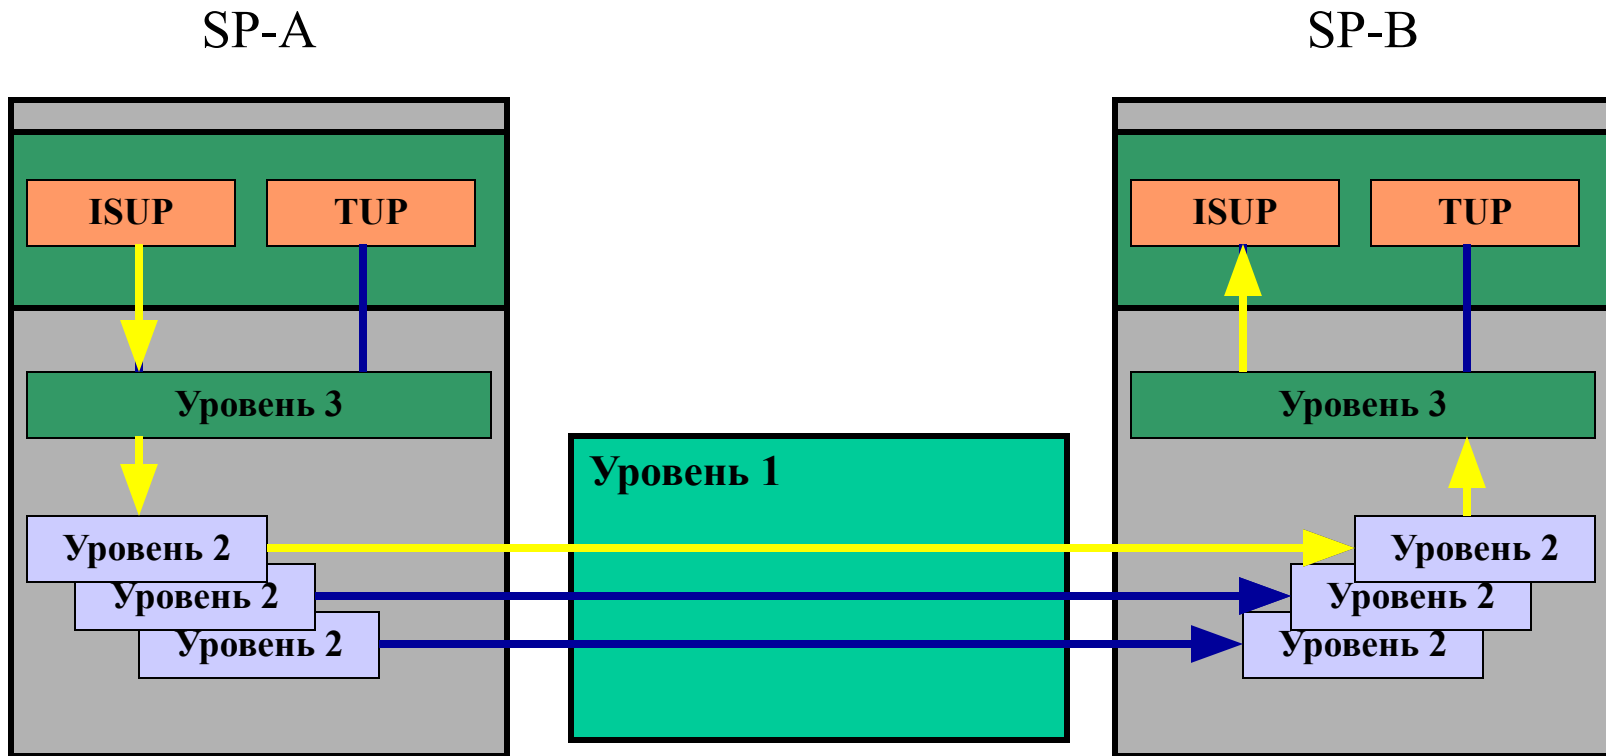 SP-A
SP-B
ISUP
TUP
ISUP
TUP
Уровень 3
Уровень 3
Уровень 1
Уровень 2
Уровень 2
Уровень 2
Уровень 2
Уровень 2
Уровень 2